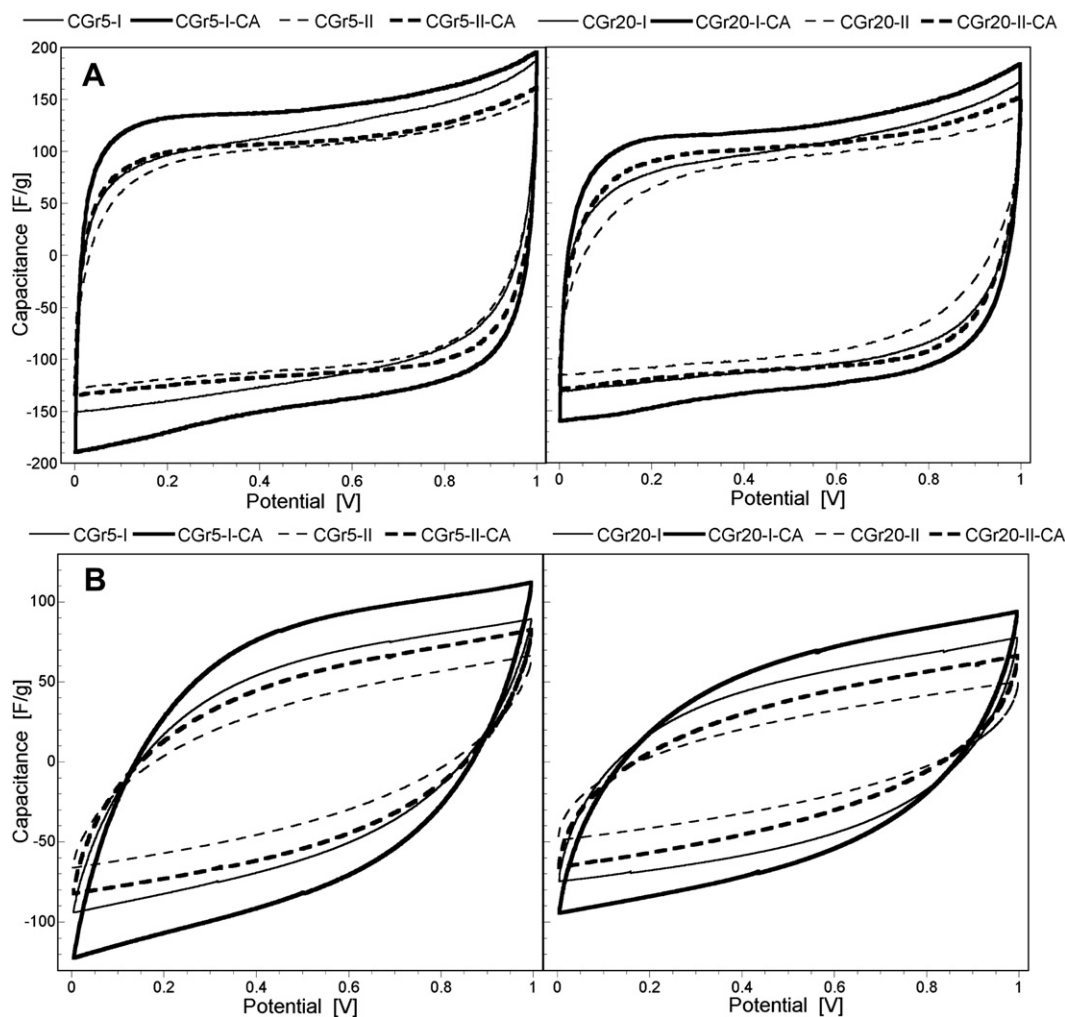 CGr5-I CGr5-I-CA CGr5-II CGr5-II-CA CGr20-I CGr20-I-CA CGr20-II CGr20-II-CA
A
Capacitance [F/g]
200
150
100
50
0
-50
-100
-150
-200
0 0.2 0.4 0.6 0.8 1 0 0.2 0.4 0.6 0.8 1
Potential [V] Potential [V]
CGr5-I CGr5-I-CA CGr5-II CGr5-II-CA CGr20-I CGr20-I-CA CGr20-II CGr20-II-CA
B
Capacitance [F/g]
100
50
0
-50
-100
0 0.2 0.4 0.6 0.8 1 0 0.2 0.4 0.6 0.8 1
Potential [V] Potential [V]